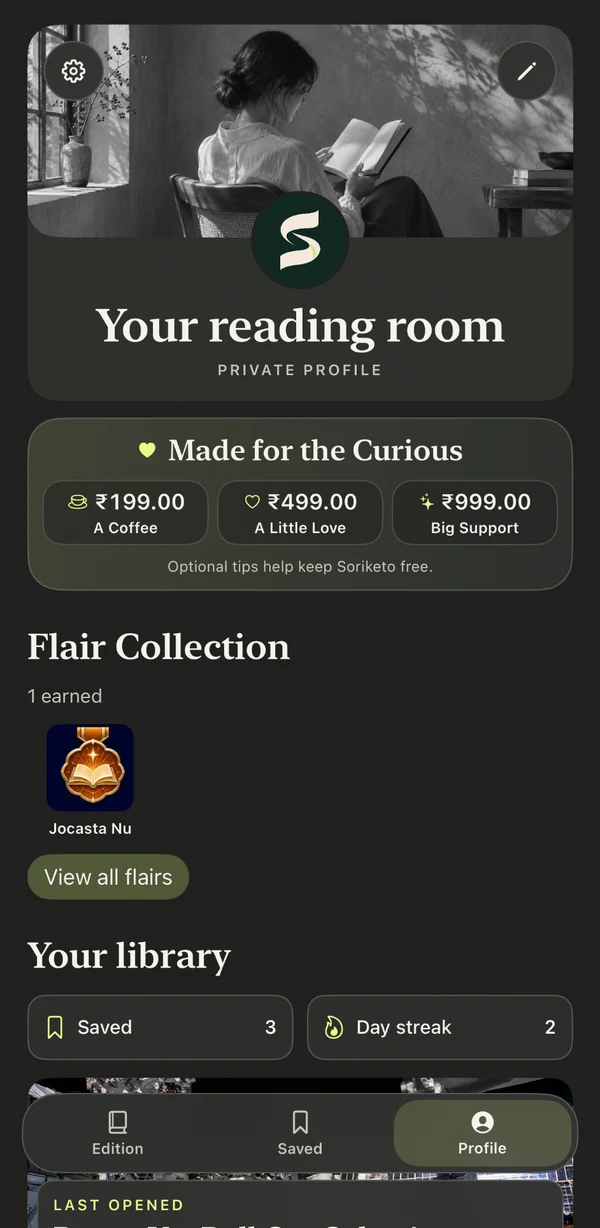 Your reading room
PRIVATE PROFILE
Made for the Curious
₹199.00
A Coffee
₹499.00
A Little Love
₹999.00
Big Support
Optional tips help keep Soriketo free.
Flair Collection
1 earned
Jocasta Nu
View all flairs
Your library
Saved 3
Day streak 2
Edition
Saved
Profile
LAST OPENED